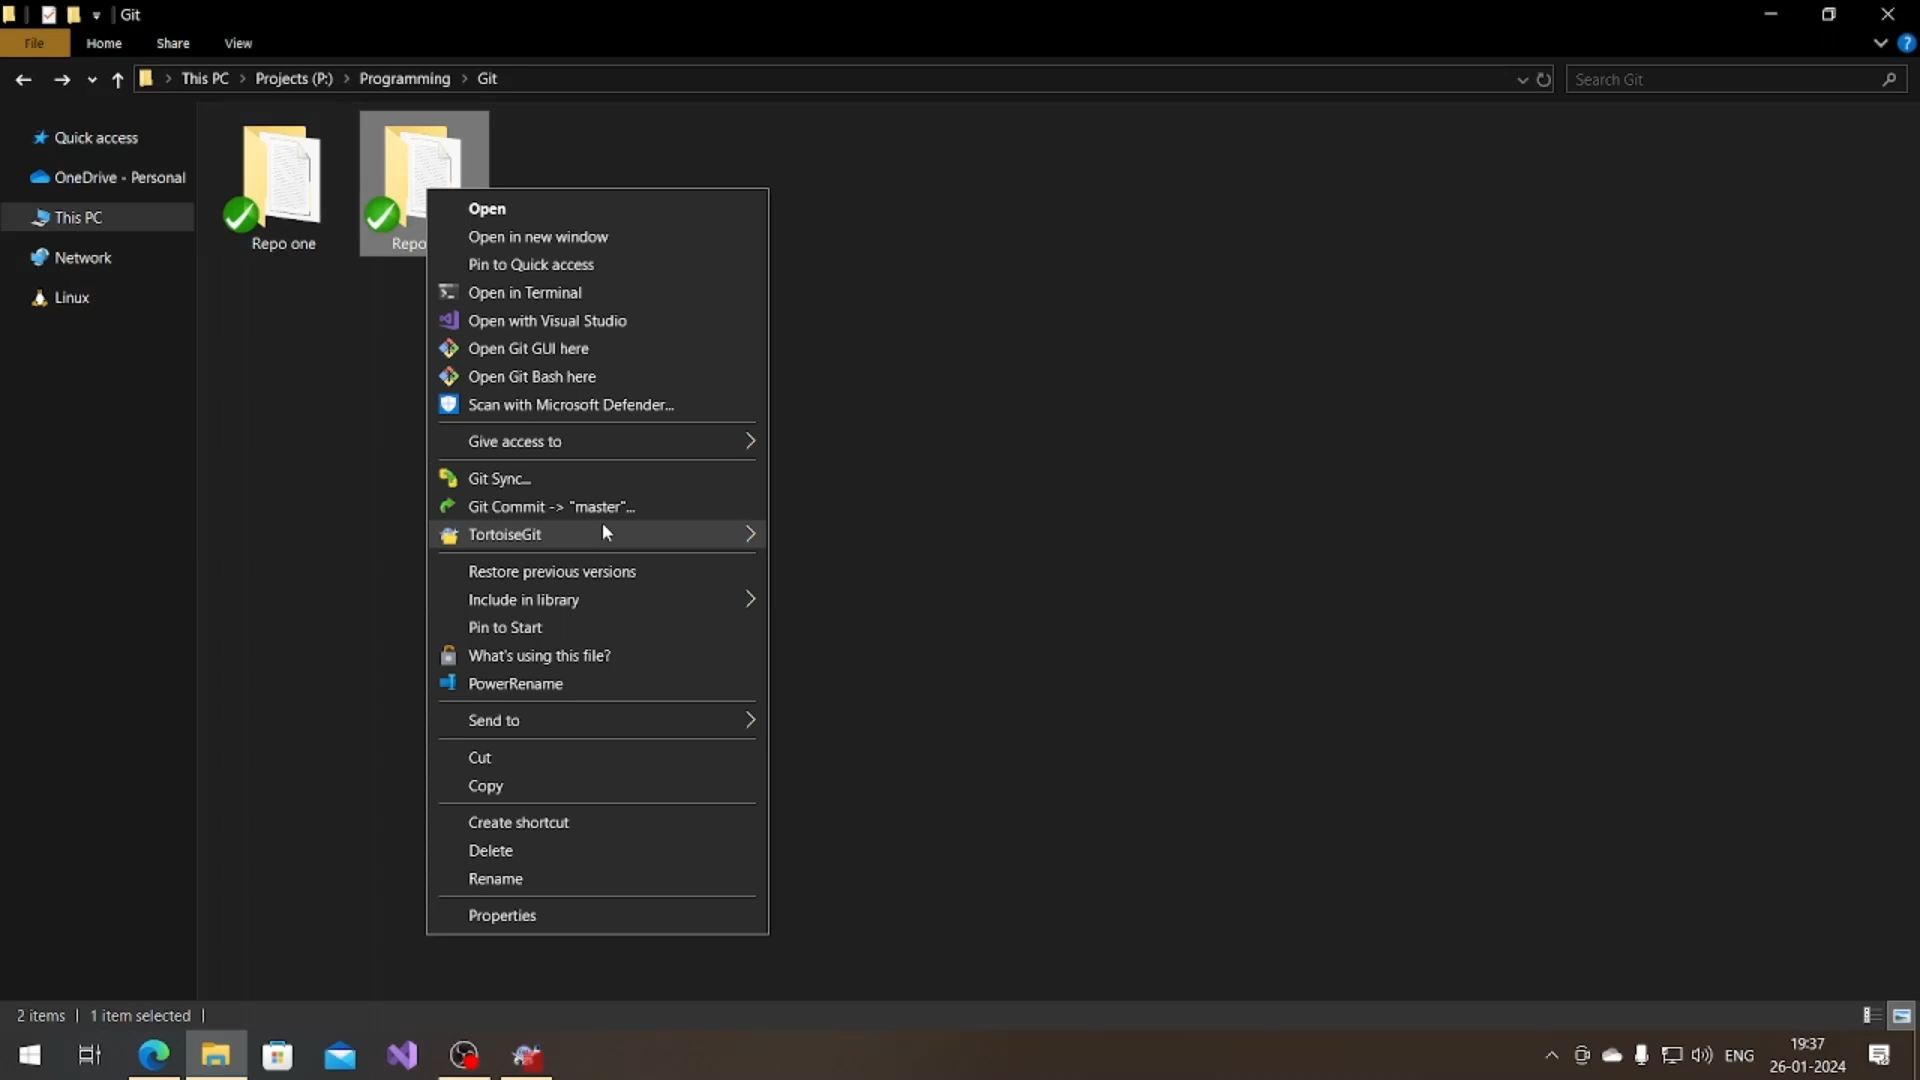 Git
File Home Share View
This PC Projects (P:) Programming Git
Search Git
Quick access
OneDrive - Personal
This PC
Network
Linux
Repo one
Repo
Open
Open in new window
Pin to Quick access
Open in Terminal
Open with Visual Studio
Open Git GUI here
Open Git Bash here
Scan with Microsoft Defender...
Give access to
Git Sync...
Git Commit -> "master"...
TortoiseGit
Restore previous versions
Include in library
Pin to Start
What's using this file?
PowerRename
Send to
Cut
Copy
Create shortcut
Delete
Rename
Properties
2 items 1 item selected
ENG
19:37
26-01-2024